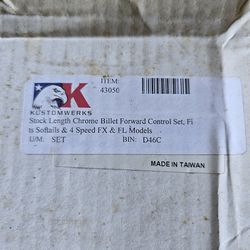 K
KUSTOMWERKS
ITEM:
43050
Stock Length Chrome Billet Forward Control Set, Fi
ts Softails & 4 Speed FX & FL Models
U/M: SET BIN: D46C
MADE IN TAIWAN